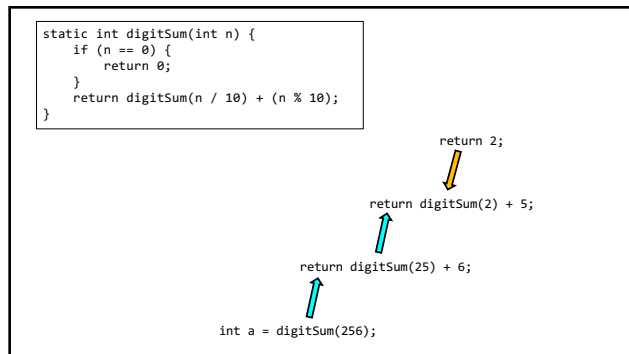 static int digitSum(int n) {
    if (n == 0) {
        return 0;
    }
    return digitSum(n / 10) + (n % 10);
}
return 2;
return digitSum(2) + 5;
return digitSum(25) + 6;
int a = digitSum(256);